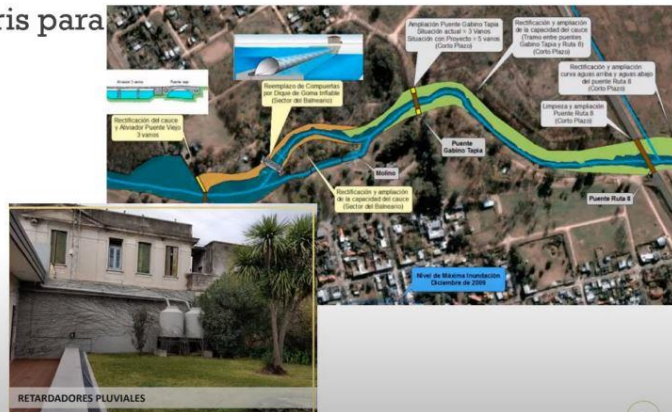 ris para
Ampliación Puente Gabino Tapia
Situación actual = 3 Vanos
Situación con Proyecto = 5 vanos
(Corto Plazo)
Rectificación y ampliación
de la capacidad del cauce
(Tramo entre puentes
Gabino Tapia y Ruta 8)
(Corto Plazo)
Rectificación y ampliación
curva aguas arriba y aguas abajo
del puente Ruta 8
(Corto Plazo)
Limpieza y ampliación
Puente Ruta 8
(Corto Plazo)
Reemplazo de Compuertas
por Dique de Goma Inflable
(Sector del Balneario)
Rectificación del cauce
y Aliviador Puente Viejo
3 vanos
Puente
Gabino Tapia
Molino
Rectificación y ampliación
de la capacidad del cauce
(Sector del Balneario)
Puente Ruta 8
Nivel de Máxima Inundación
Diciembre de 2009
RETARDADORES PLUVIALES